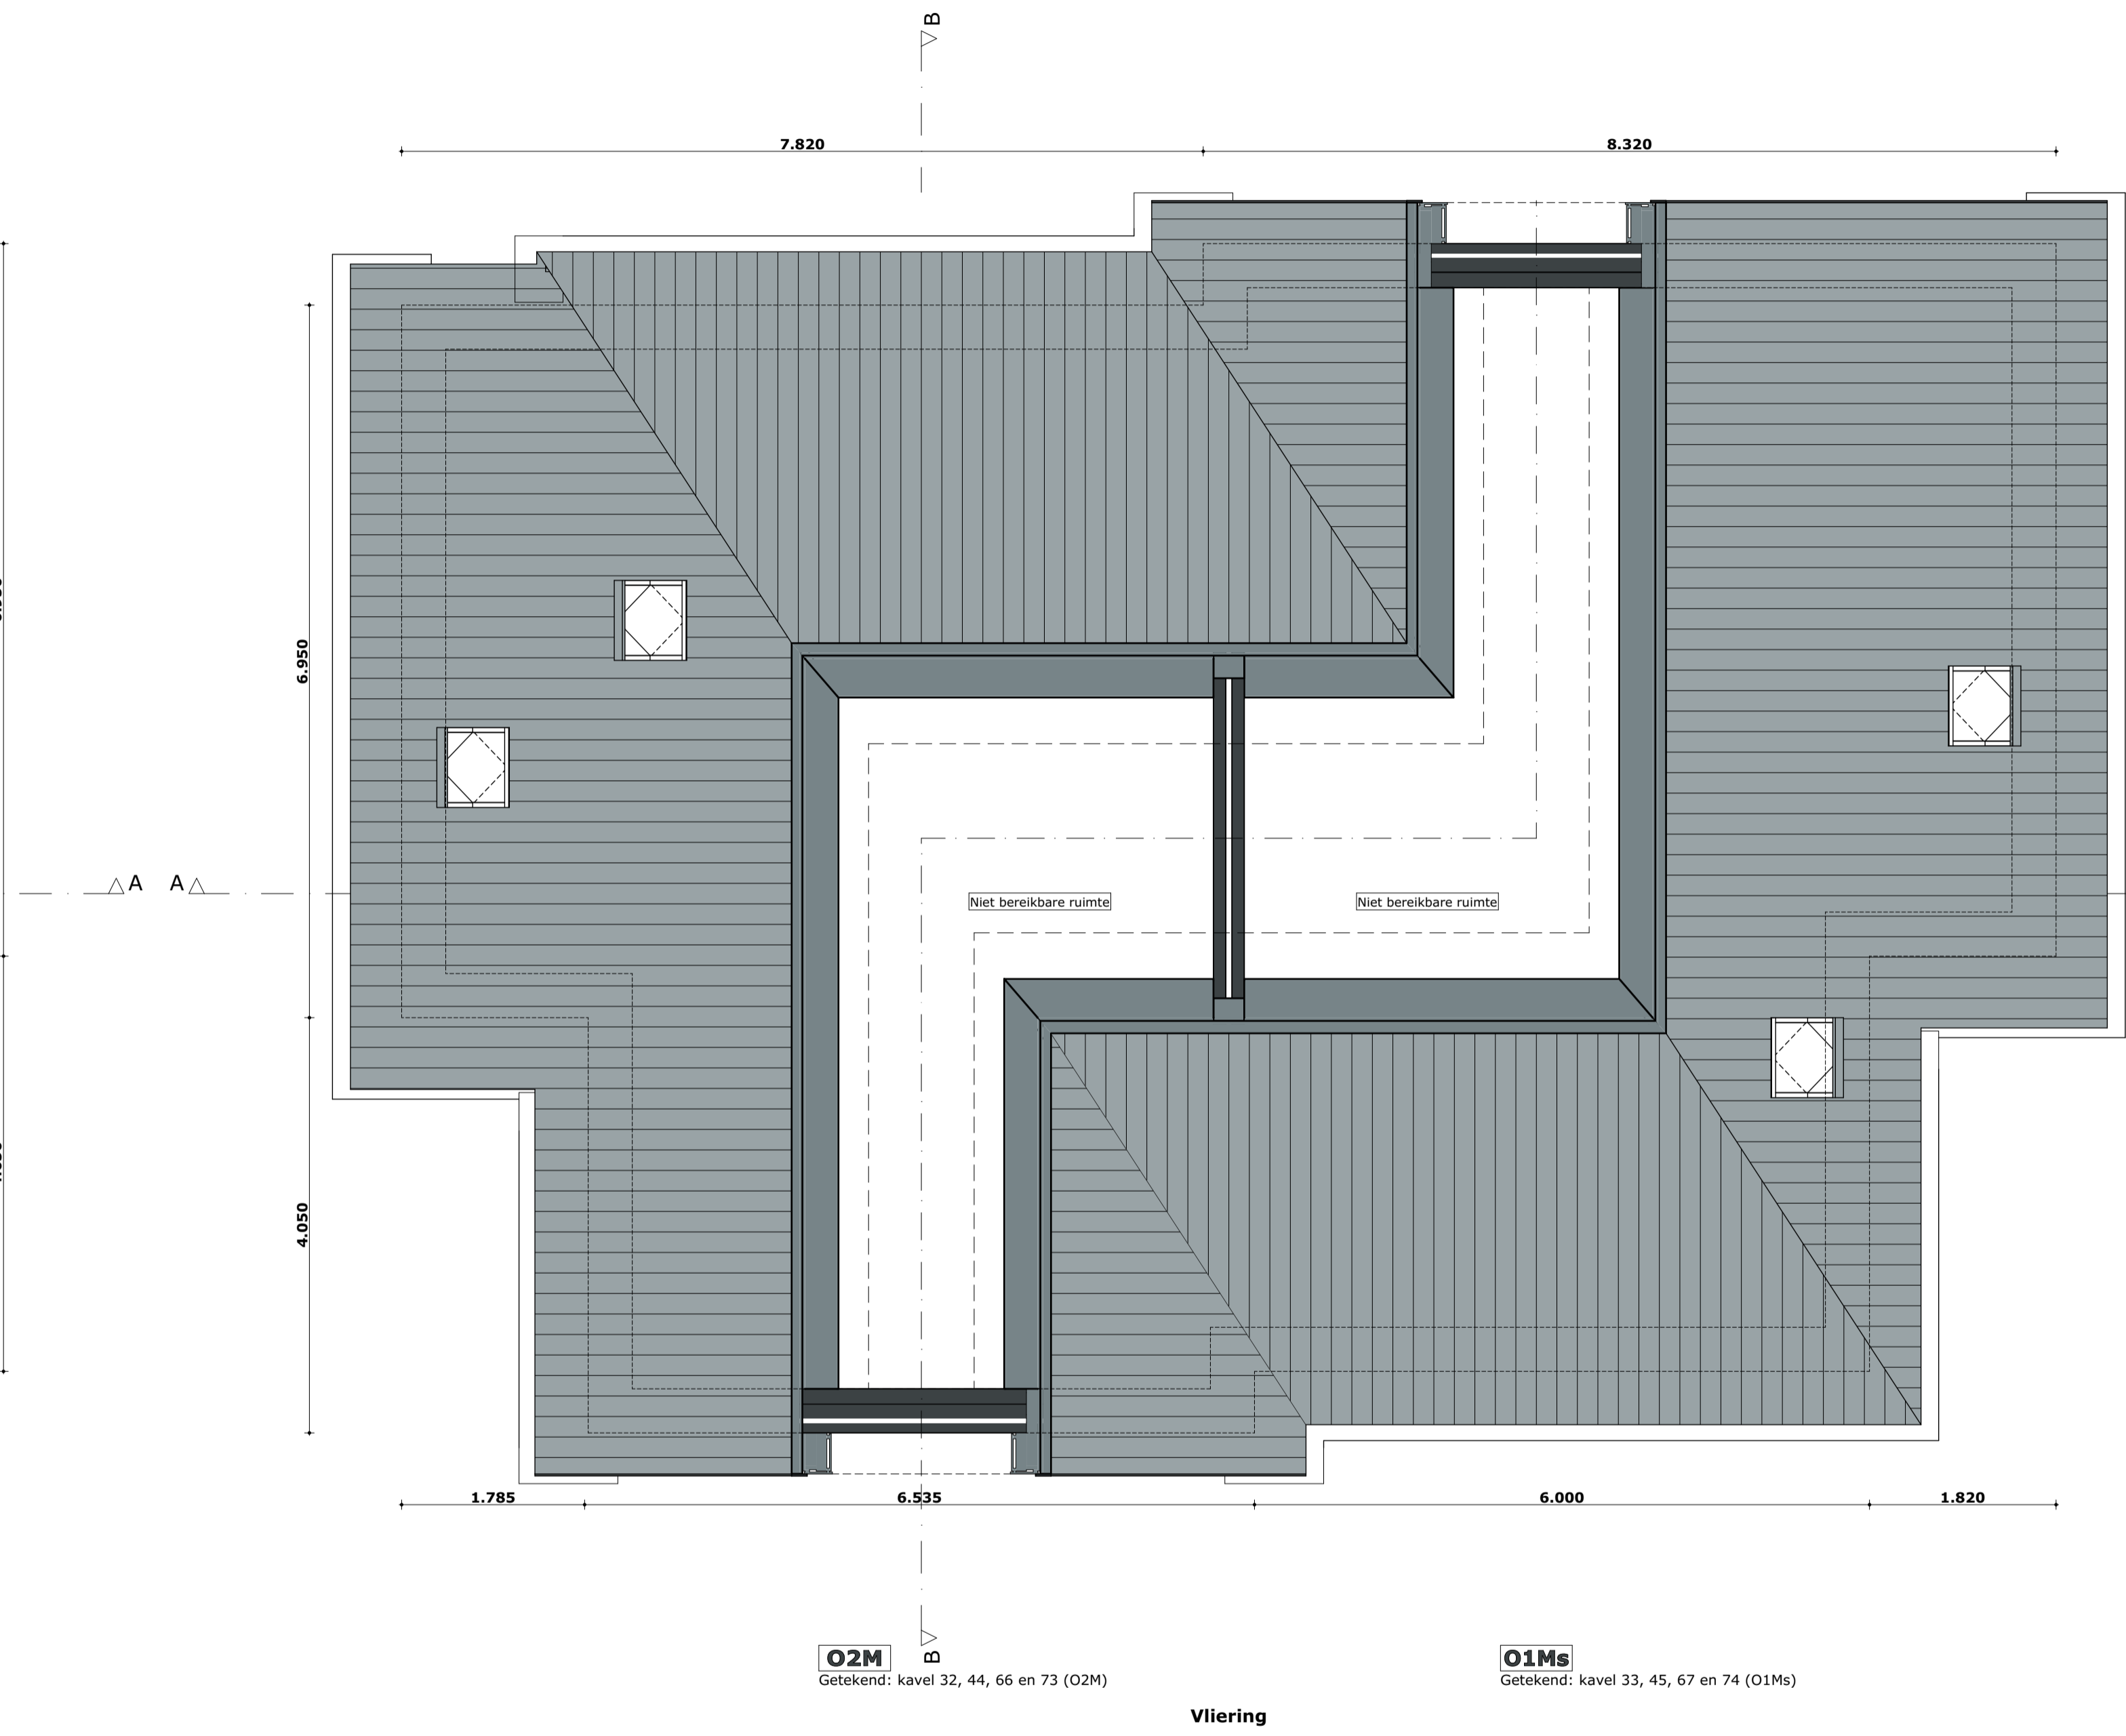 B
7.820
8.320
6.950
A
A
Niet bereikbare ruimte
Niet bereikbare ruimte
4.050
1.785
6.535
6.000
1.820
B
O2M
Getekend: kavel 32, 44, 66 en 73 (O2M)
O1Ms
Getekend: kavel 33, 45, 67 en 74 (O1Ms)
Vliering